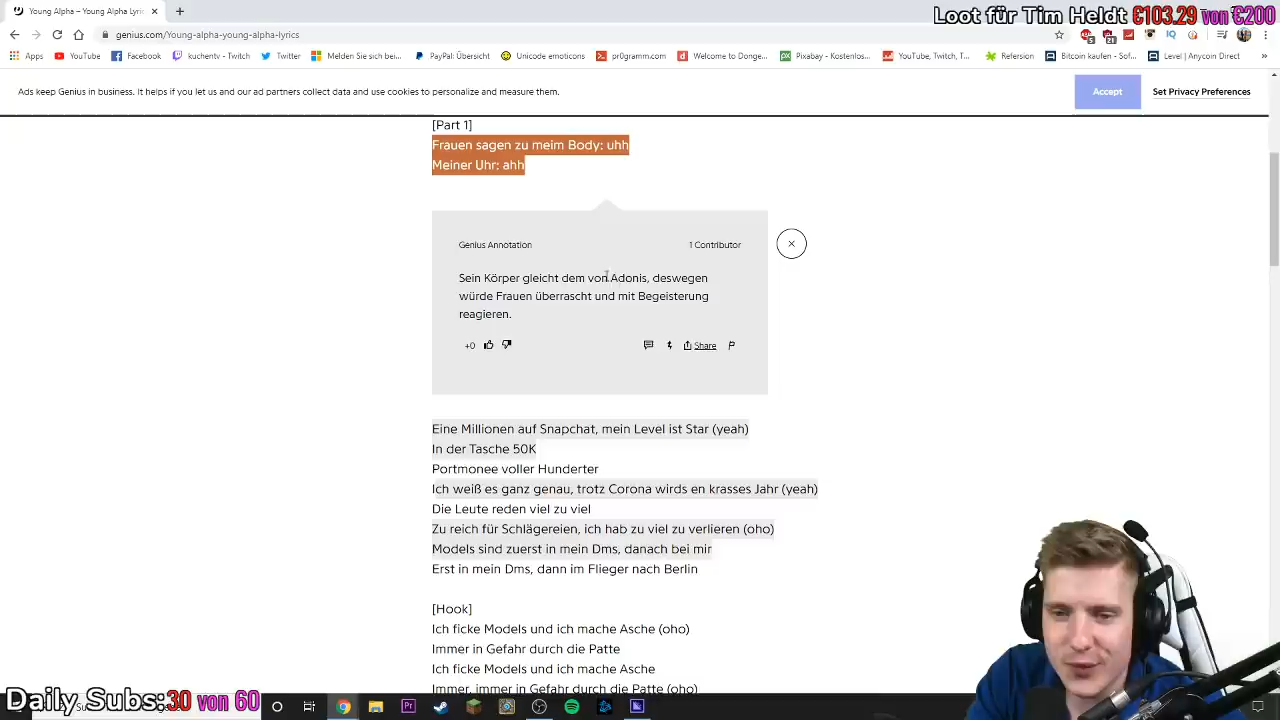 Young Alpha – Young Alpha Lyric
Loot für Tim Heldt €103.29 von €200
genius.com/Young-alpha-young-alpha-lyrics
Apps YouTube Facebook kuchentv - Twitch Twitter Melden Sie sich bei... PayPal: Übersicht Unicode emoticons pr0gramm.com Welcome to Donge... Pixabay - Kostenlos... YouTube, Twitch, T... Refersion Bitcoin kaufen - Sof... Level | Anycoin Direct
Ads keep Genius in business. It helps if you let us and our ad partners collect data and use cookies to personalize and measure them.
Accept
Set Privacy Preferences
[Part 1]
Frauen sagen zu meim Body: uhh
Meiner Uhr: ahh
Genius Annotation
1 Contributor
Sein Körper gleicht dem von Adonis, deswegen
würde Frauen überrascht und mit Begeisterung
reagieren.
+0
Share
Eine Millionen auf Snapchat, mein Level ist Star (yeah)
In der Tasche 50K
Portmonee voller Hunderter
Ich weiß es ganz genau, trotz Corona wirds en krasses Jahr (yeah)
Die Leute reden viel zu viel
Zu reich für Schlägereien, ich hab zu viel zu verlieren (oho)
Models sind zuerst in mein Dms, danach bei mir
Erst in mein Dms, dann im Flieger nach Berlin
[Hook]
Ich ficke Models und ich mache Asche (oho)
Immer in Gefahr durch die Patte
Ich ficke Models und ich mache Asche
Immer, immer in Gefahr durch die Patte (oho)
Daily Subs: 30 von 60